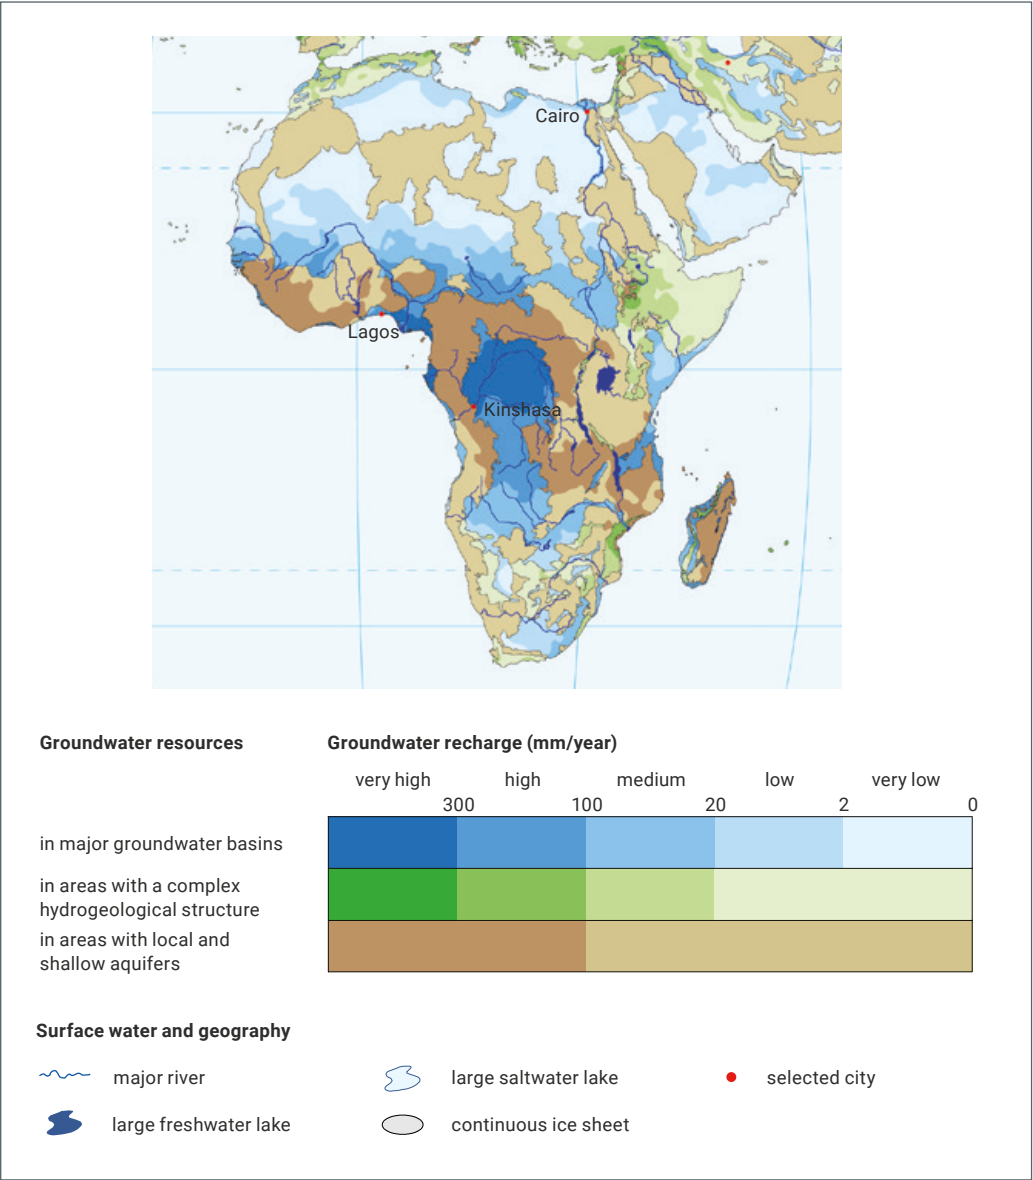 Cairo
Lagos
Kinshasa
Groundwater resources
Groundwater recharge (mm/year)
very high high medium low very low
300 100 20 2 0
in major groundwater basins
in areas with a complex
hydrogeological structure
in areas with local and
shallow aquifers
Surface water and geography
major river
large saltwater lake
selected city
large freshwater lake
continuous ice sheet